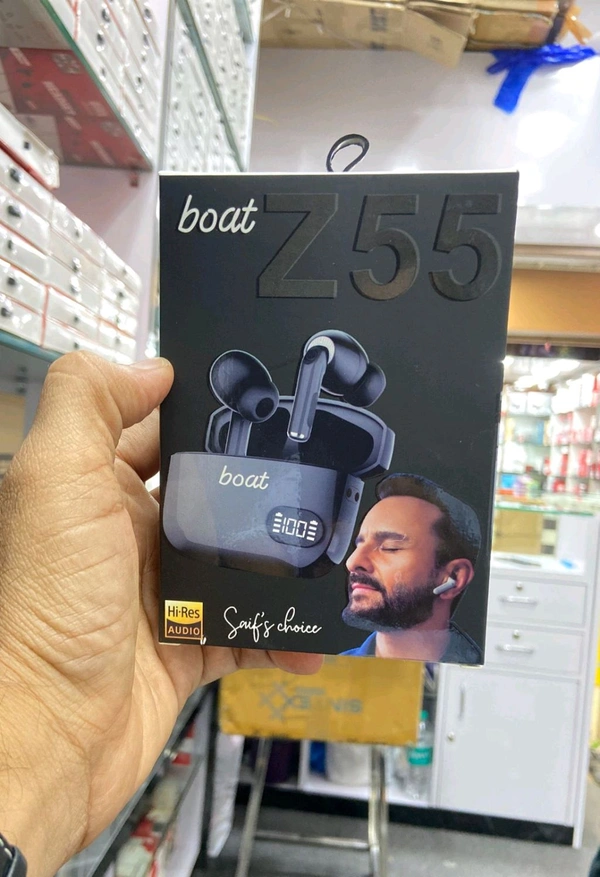 boat Z55
boat
100
Hi-Res
AUDIO
Saif's choice